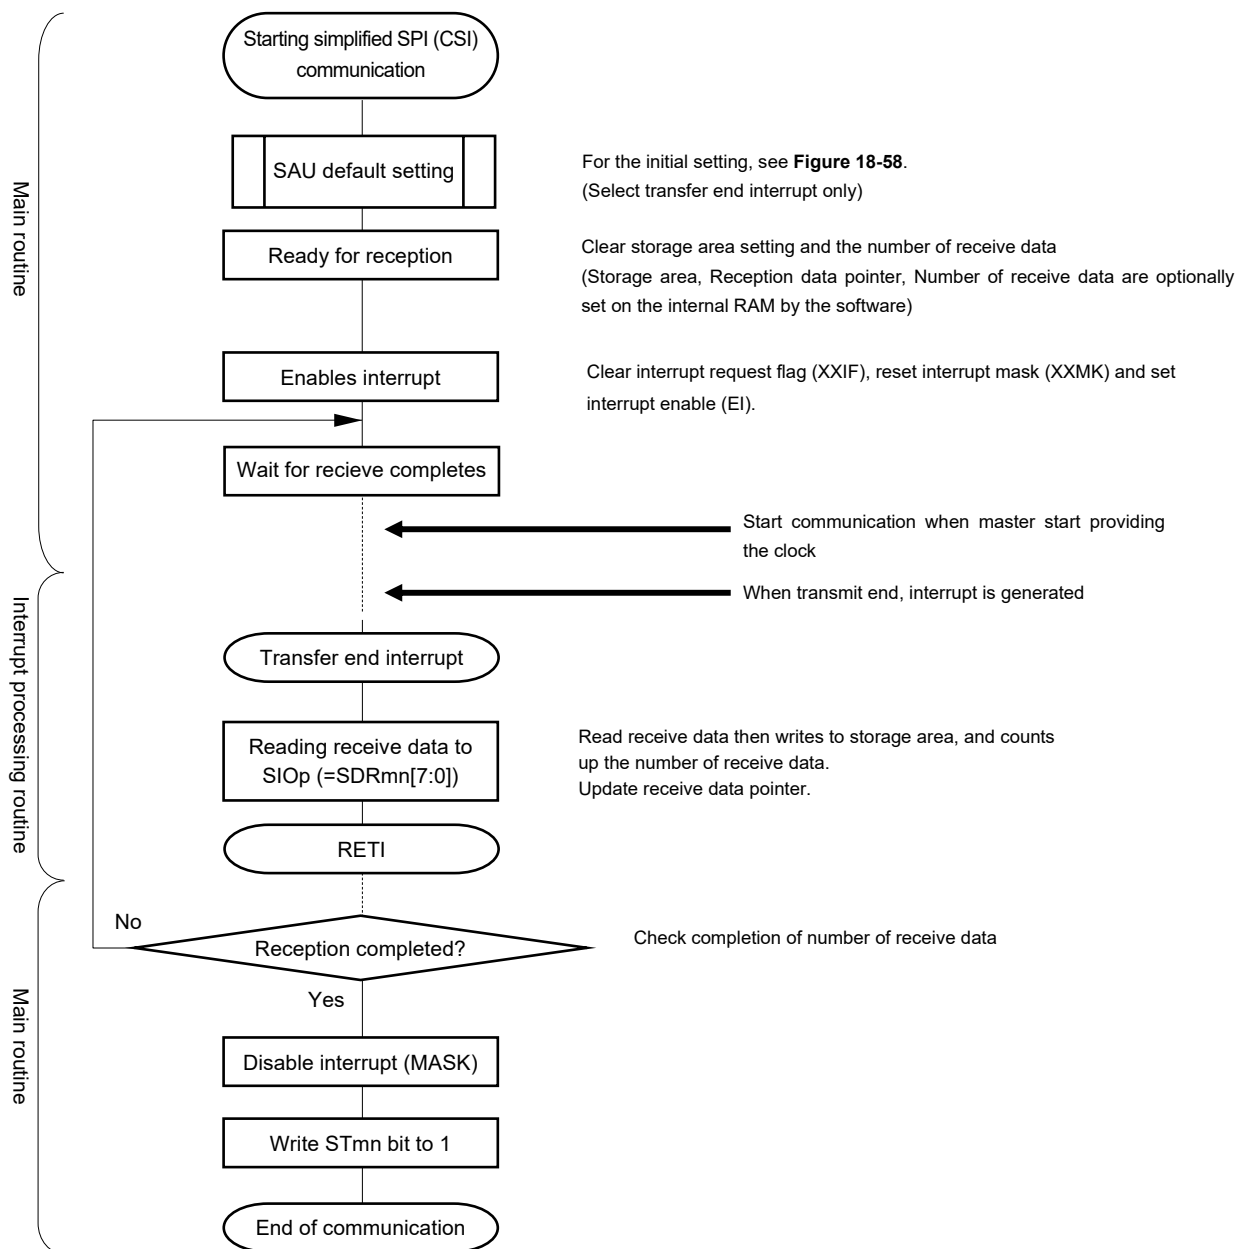 Starting simplified SPI (CSI)
communication
Main routine
SAU default setting
For the initial setting, see Figure 18-58.
(Select transfer end interrupt only)
Ready for reception
Clear storage area setting and the number of receive data
(Storage area, Reception data pointer, Number of receive data are optionally
set on the internal RAM by the software)
Enables interrupt
Clear interrupt request flag (XXIF), reset interrupt mask (XXMK) and set
interrupt enable (EI).
Wait for recieve completes
Start communication when master start providing
the clock
When transmit end, interrupt is generated
Interrupt processing routine
Transfer end interrupt
Reading receive data to
SIOp (=SDRmn[7:0])
Read receive data then writes to storage area, and counts
up the number of receive data.
Update receive data pointer.
RETI
No
Reception completed?
Check completion of number of receive data
Yes
Main routine
Disable interrupt (MASK)
Write STmn bit to 1
End of communication